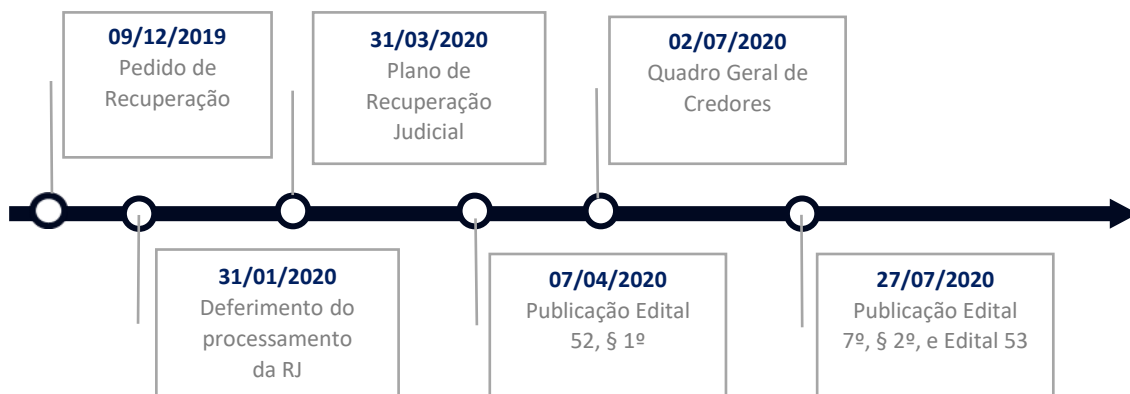 09/12/2019
Pedido de
Recuperação
31/03/2020
Plano de
Recuperação
Judicial
02/07/2020
Quadro Geral de
Credores
31/01/2020
Deferimento do
processamento
da RJ
07/04/2020
Publicação Edital
52, § 1º
27/07/2020
Publicação Edital
7º, § 2º, e Edital 53